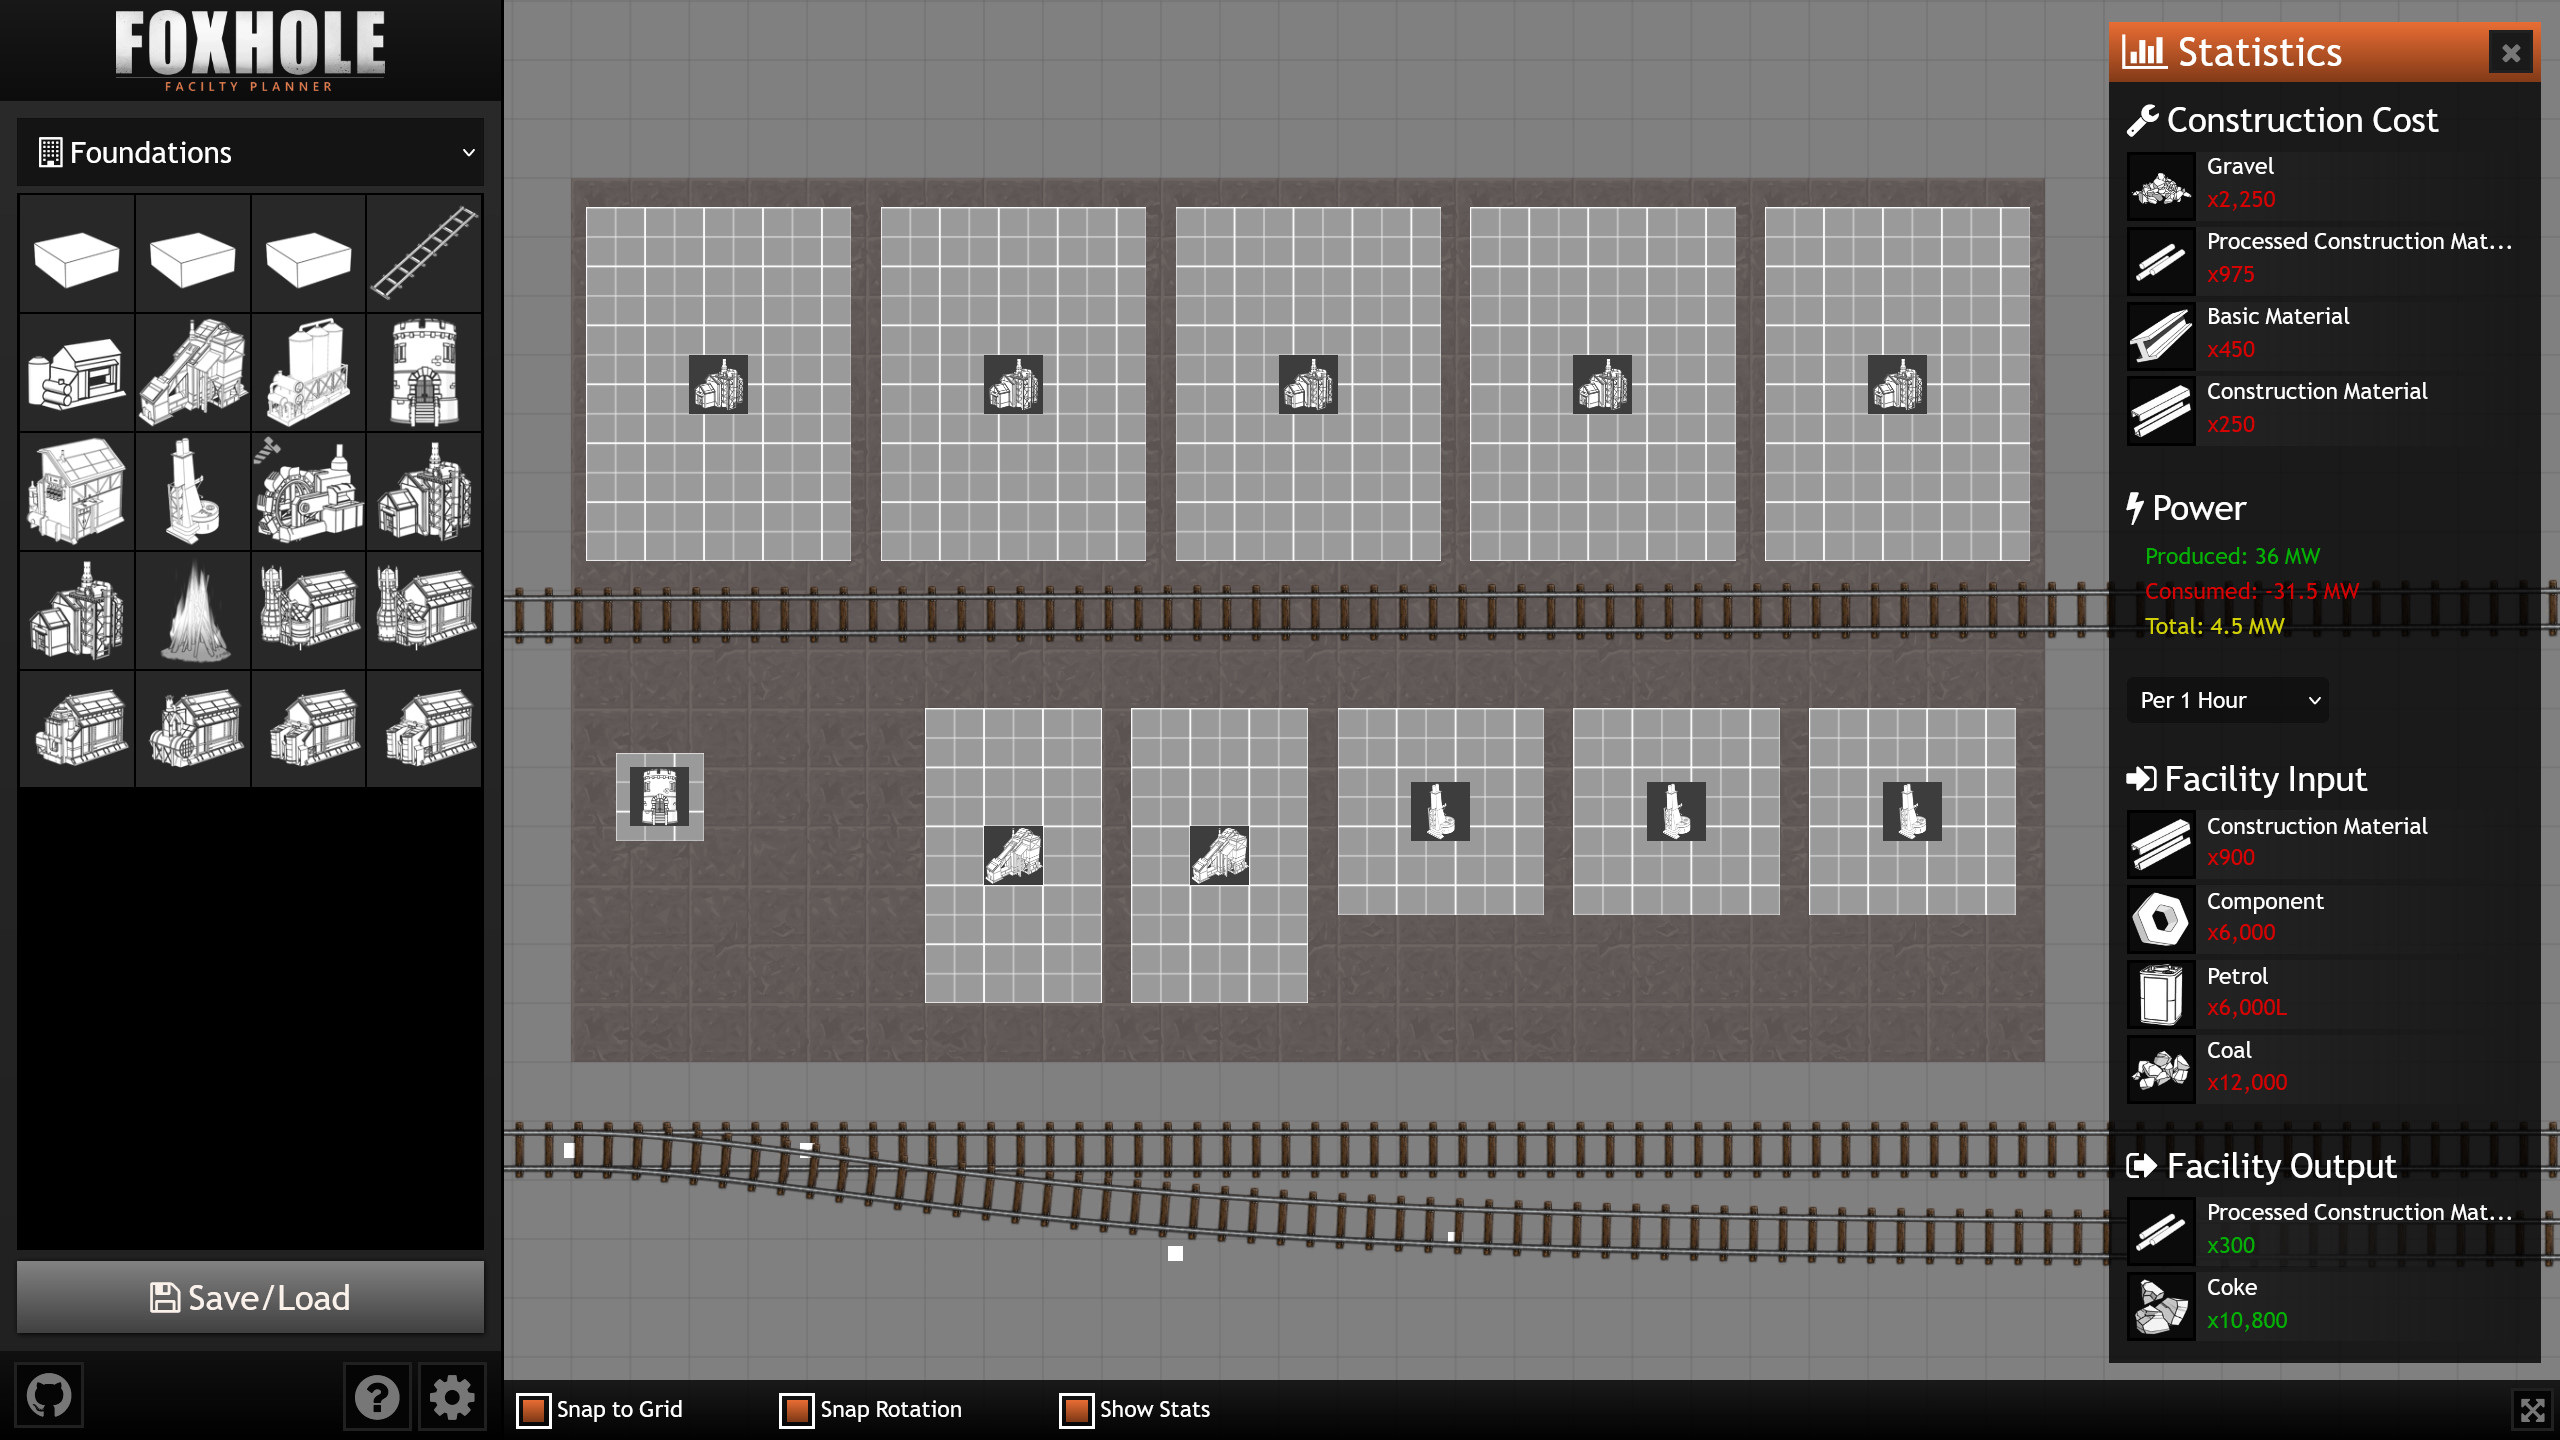 FOXHOLE
FACILTY PLANNER
Foundations
Save/Load
Snap to Grid
Snap Rotation
Show Stats
Statistics
Construction Cost
Gravel
x2,250
Processed Construction Mat...
x975
Basic Material
x450
Construction Material
x250
Power
Produced: 36 MW
Consumed: -31.5 MW
Total: 4.5 MW
Per 1 Hour
Facility Input
Construction Material
x900
Component
x6,000
Petrol
x6,000L
Coal
x12,000
Facility Output
Processed Construction Mat...
x300
Coke
x10,800